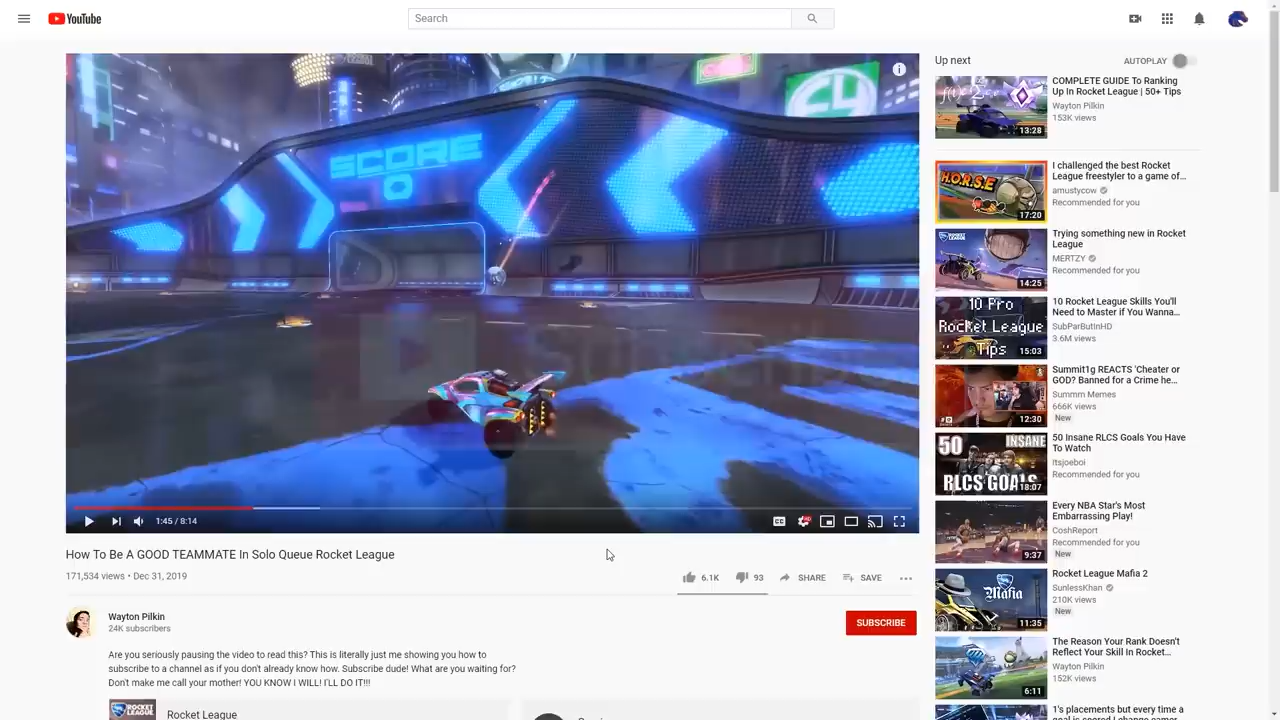 YouTube
Search
SCORE
Up next
AUTOPLAY
COMPLETE GUIDE To Ranking
Up In Rocket League | 50+ Tips
Wayton Pilkin
153K views
13:28
I challenged the best Rocket
League freestyler to a game of…
amustycow
Recommended for you
H.O.R.S.E
17:20
Trying something new in Rocket
League
MERTZY
Recommended for you
14:25
10 Rocket League Skills You'll
Need to Master if You Wanna…
SubParButInHD
3.6M views
10 Pro
Rocket League
Tips
15:03
Summit1g REACTS 'Cheater or
GOD? Banned for a Crime he…
Summm Memes
666K views
New
12:30
50 Insane RLCS Goals You Have
To Watch
Itsjoeboi
Recommended for you
50 INSANE
RLCS GOALS
18:07
Every NBA Star's Most
Embarrassing Play!
CoshReport
Recommended for you
New
9:37
Rocket League Mafia 2
SunlessKhan
210K views
New
Mafia
11:35
The Reason Your Rank Doesn't
Reflect Your Skill In Rocket…
Wayton Pilkin
152K views
6:11
1's placements but every time a
goal is scored I change camer…
1:45 / 8:14
How To Be A GOOD TEAMMATE In Solo Queue Rocket League
171,534 views • Dec 31, 2019
6.1K
93
SHARE
SAVE
Wayton Pilkin
24K subscribers
SUBSCRIBE
Are you seriously pausing the video to read this? This is literally just me showing you how to
subscribe to a channel as if you don't already know how. Subscribe dude! What are you waiting for?
Don't make me call your mother! YOU KNOW I WILL! I'LL DO IT!!!
ROCKET LEAGUE
Rocket League